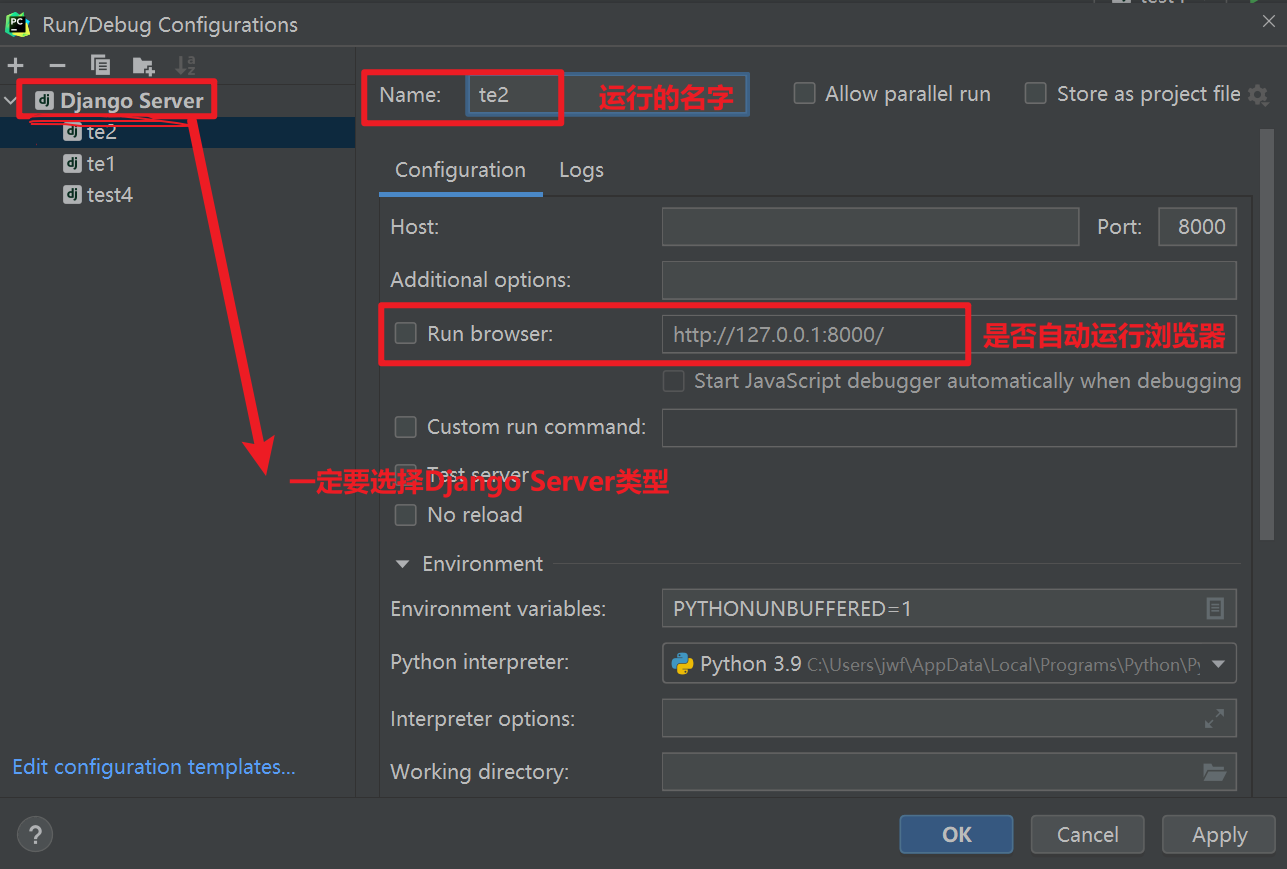 Run/Debug Configurations
Django Server
te2
te1
test4
Edit configuration templates...
Name: te2 运行的名字
Allow parallel run
Store as project file
Configuration Logs
Host: Port: 8000
Additional options:
Run browser: http://127.0.0.1:8000/ 是否自动运行浏览器
Start JavaScript debugger automatically when debugging
Custom run command:
Test server
一定要选择Django Server类型
No reload
Environment
Environment variables: PYTHONUNBUFFERED=1
Python interpreter: Python 3.9 C:\Users\jwf\AppData\Local\Programs\Python\Py
Interpreter options:
Working directory:
? OK Cancel Apply